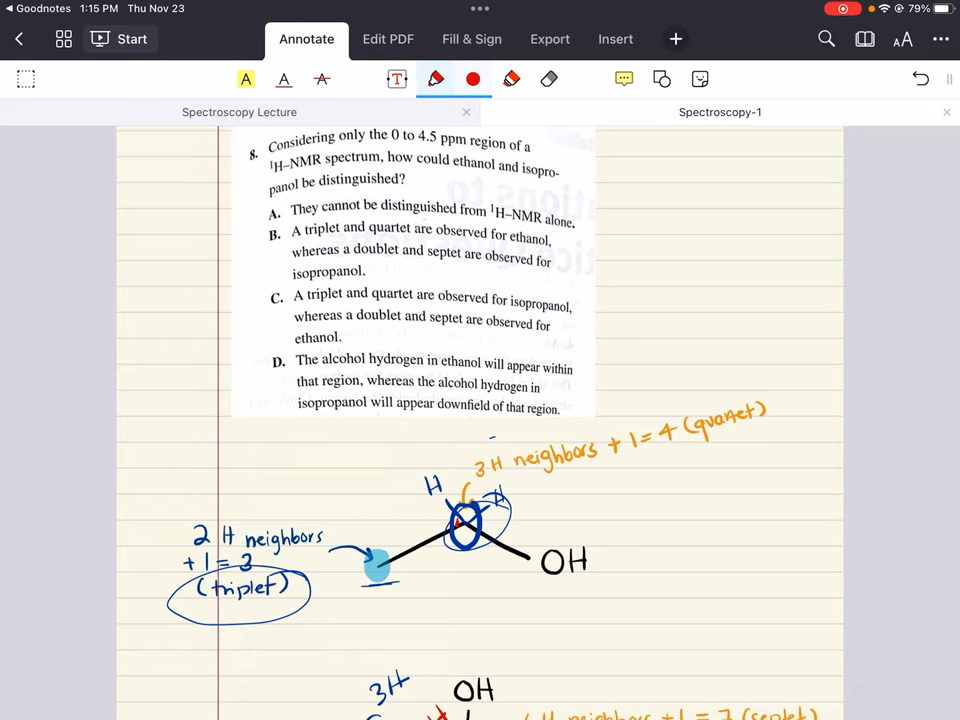 Goodnotes 1:15 PM Thu Nov 23
79%
Start
Annotate Edit PDF Fill & Sign Export Insert
AA
A A A T
Spectroscopy Lecture
Spectroscopy-1
8. Considering only the 0 to 4.5 ppm region of a
¹H–NMR spectrum, how could ethanol and isopro-
panol be distinguished?
A. They cannot be distinguished from ¹H–NMR alone.
B. A triplet and quartet are observed for ethanol,
whereas a doublet and septet are observed for
isopropanol.
C. A triplet and quartet are observed for isopropanol,
whereas a doublet and septet are observed for
ethanol.
D. The alcohol hydrogen in ethanol will appear within
that region, whereas the alcohol hydrogen in
isopropanol will appear downfield of that region.
3H neighbors + 1 = 4 (quartet)
H H
2 H neighbors
+ 1 = 3
(triplet)
OH
3H
OH
H neighbors + 1 = 7 (septet)